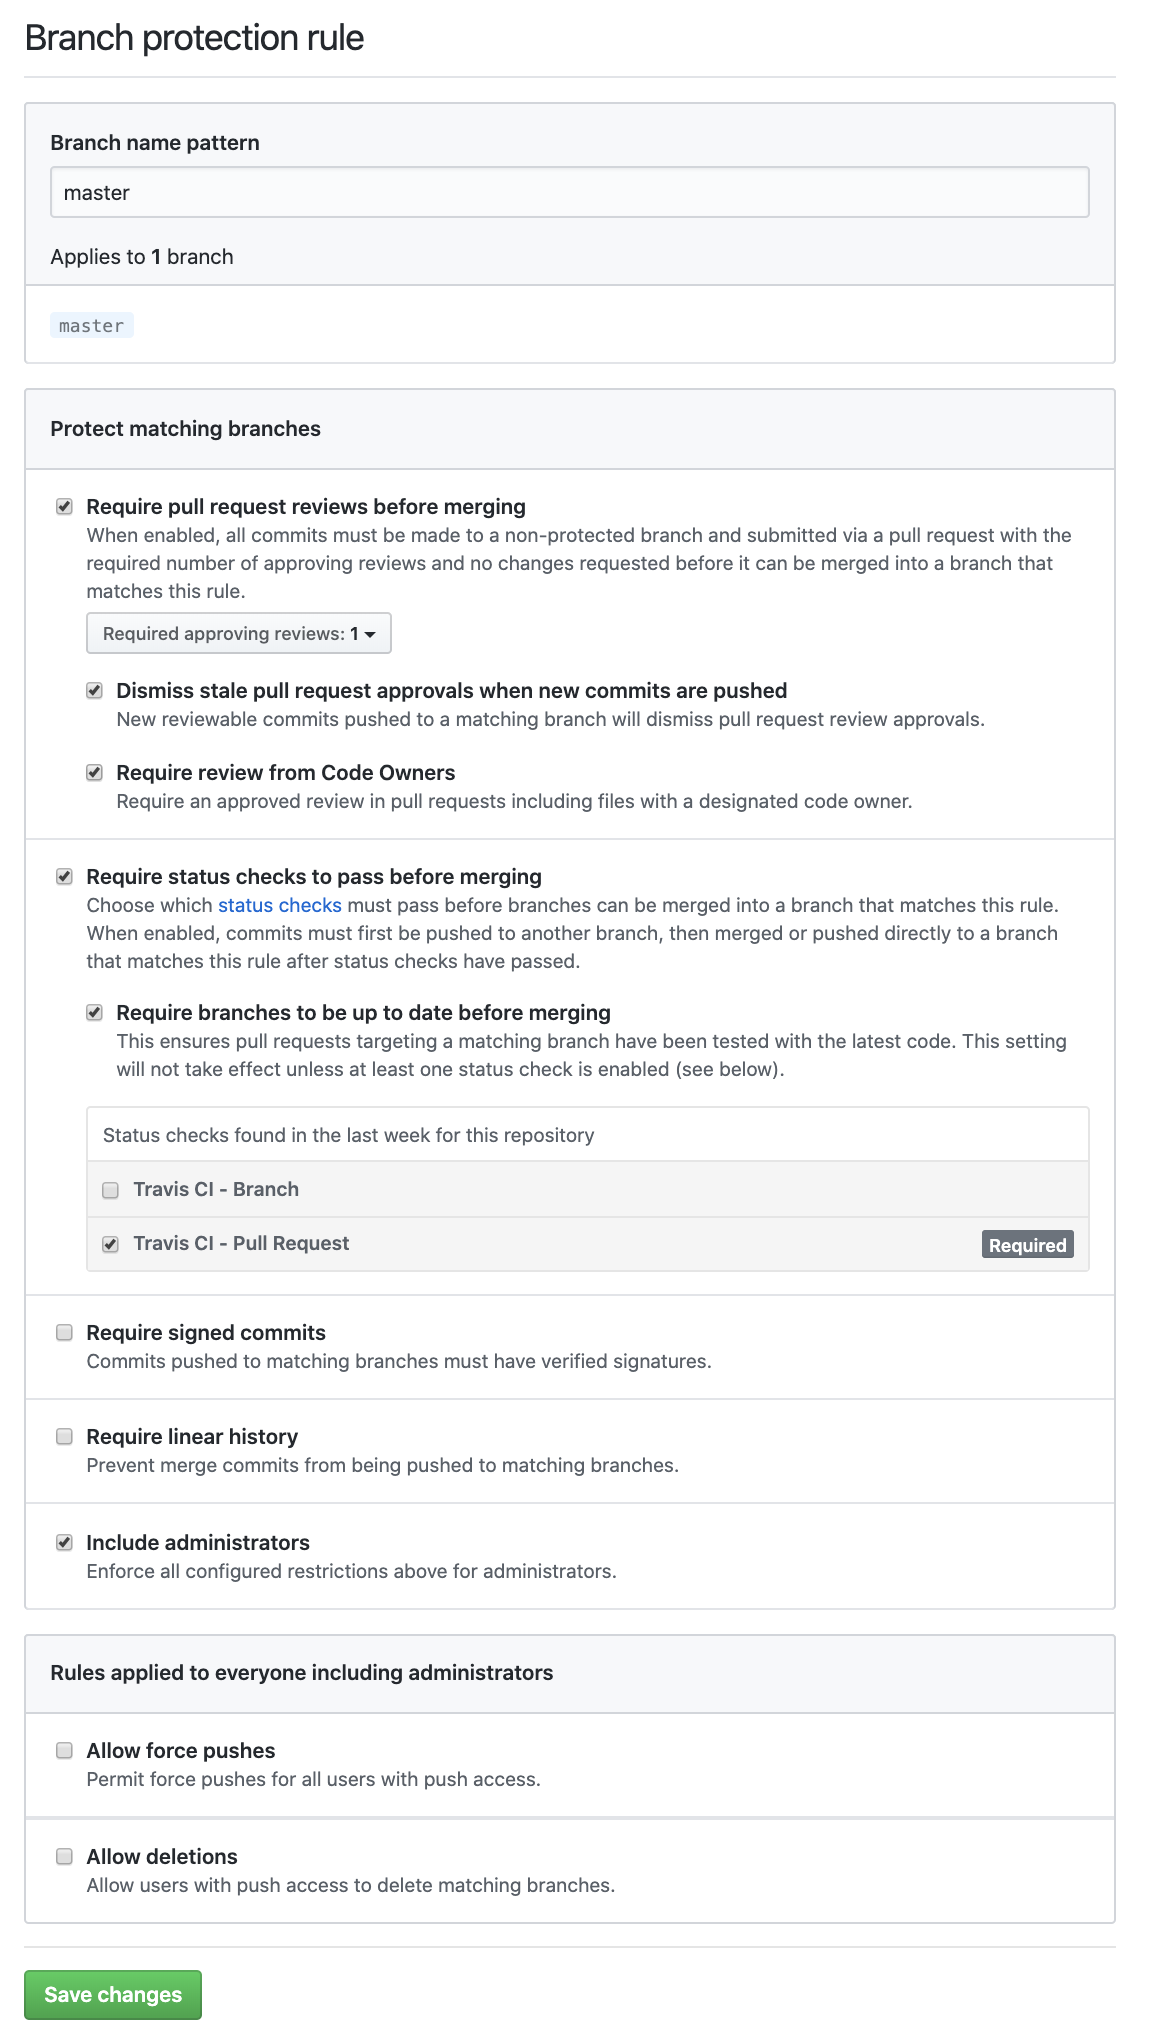 Branch protection rule
Branch name pattern
master
Applies to 1 branch
master
Protect matching branches
Require pull request reviews before merging
When enabled, all commits must be made to a non-protected branch and submitted via a pull request with the
required number of approving reviews and no changes requested before it can be merged into a branch that
matches this rule.
Required approving reviews: 1
Dismiss stale pull request approvals when new commits are pushed
New reviewable commits pushed to a matching branch will dismiss pull request review approvals.
Require review from Code Owners
Require an approved review in pull requests including files with a designated code owner.
Require status checks to pass before merging
Choose which status checks must pass before branches can be merged into a branch that matches this rule.
When enabled, commits must first be pushed to another branch, then merged or pushed directly to a branch
that matches this rule after status checks have passed.
Require branches to be up to date before merging
This ensures pull requests targeting a matching branch have been tested with the latest code. This setting
will not take effect unless at least one status check is enabled (see below).
Status checks found in the last week for this repository
Travis CI - Branch
Travis CI - Pull Request Required
Require signed commits
Commits pushed to matching branches must have verified signatures.
Require linear history
Prevent merge commits from being pushed to matching branches.
Include administrators
Enforce all configured restrictions above for administrators.
Rules applied to everyone including administrators
Allow force pushes
Permit force pushes for all users with push access.
Allow deletions
Allow users with push access to delete matching branches.
Save changes